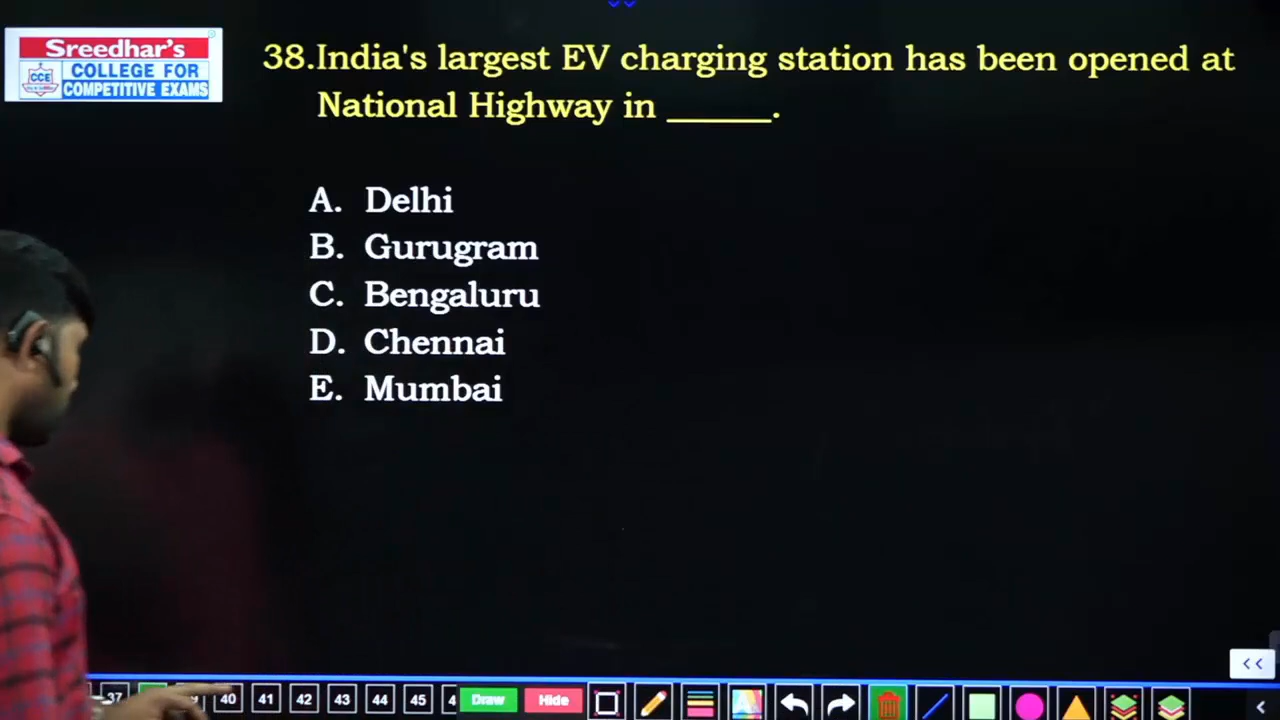 Sreedhar's
CCE
COLLEGE FOR
COMPETITIVE EXAMS
38.India's largest EV charging station has been opened at
National Highway in ______.
A. Delhi
B. Gurugram
C. Bengaluru
D. Chennai
E. Mumbai
<<
37 40 41 42 43 44 45 4 Draw Hide <